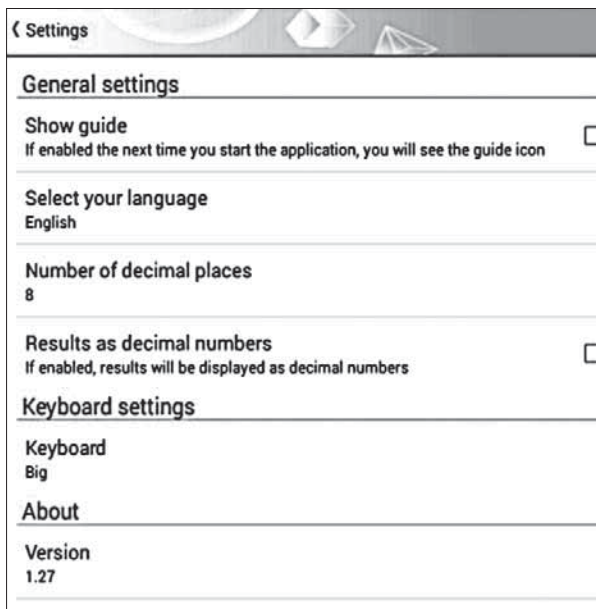 Settings
General settings
Show guide
If enabled the next time you start the application, you will see the guide icon
Select your language
English
Number of decimal places
8
Results as decimal numbers
If enabled, results will be displayed as decimal numbers
Keyboard settings
Keyboard
Big
About
Version
1.27